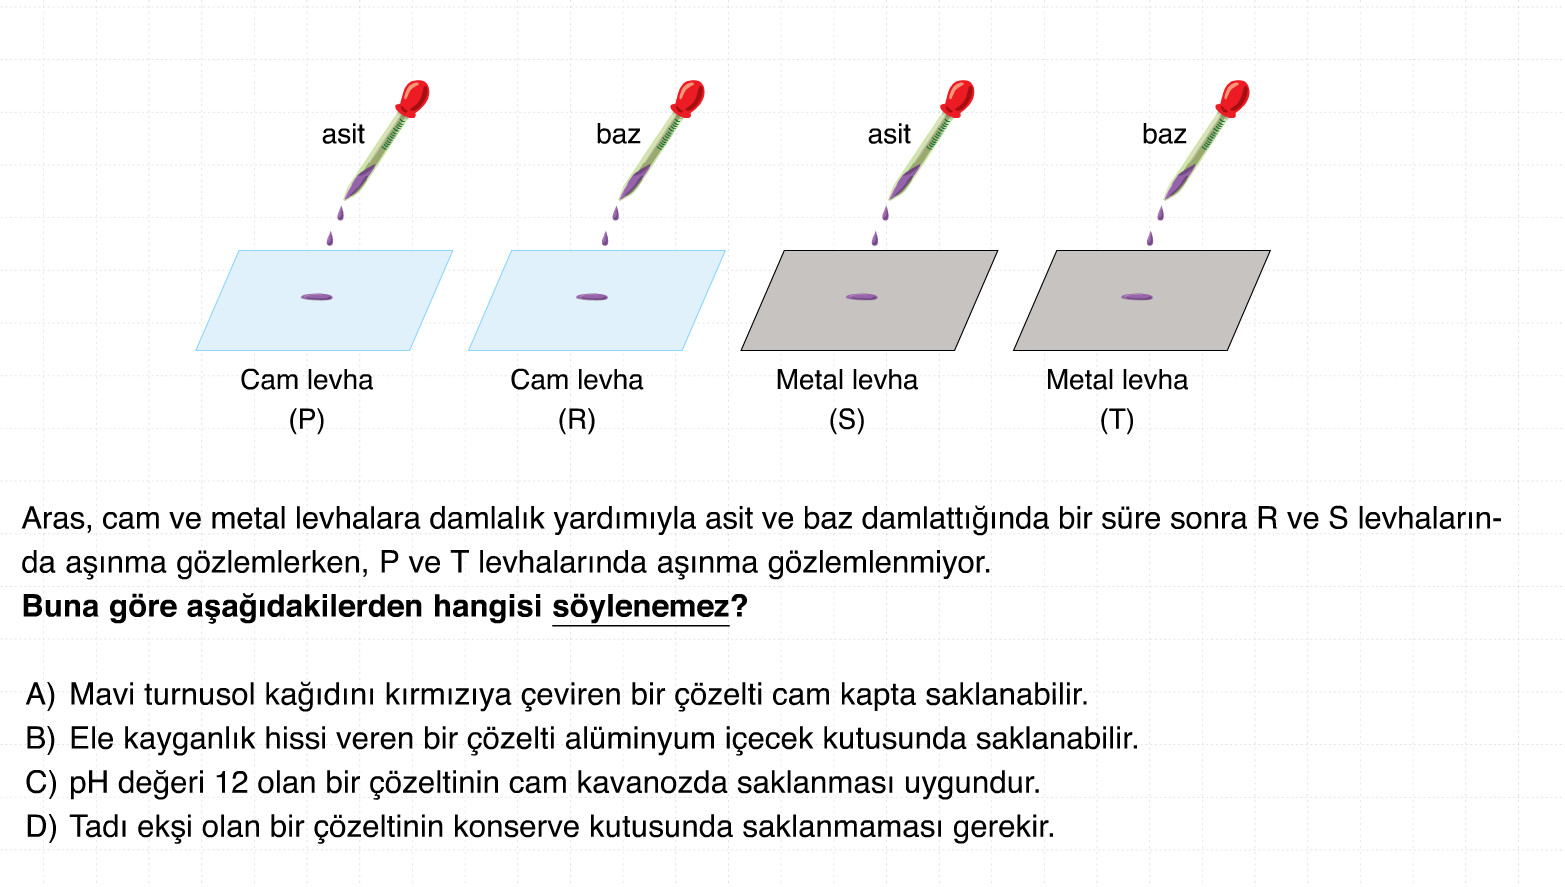 asit
baz
asit
baz
Cam levha
(P)
Cam levha
(R)
Metal levha
(S)
Metal levha
(T)
Aras, cam ve metal levhalara damlalık yardımıyla asit ve baz damlattığında bir süre sonra R ve S levhaların-
da aşınma gözlemlerken, P ve T levhalarında aşınma gözlemlenmiyor.
Buna göre aşağıdakilerden hangisi söylenemez?
A) Mavi turnusol kağıdını kırmızıya çeviren bir çözelti cam kapta saklanabilir.
B) Ele kayganlık hissi veren bir çözelti alüminyum içecek kutusunda saklanabilir.
C) pH değeri 12 olan bir çözeltinin cam kavanozda saklanması uygundur.
D) Tadı ekşi olan bir çözeltinin konserve kutusunda saklanmaması gerekir.